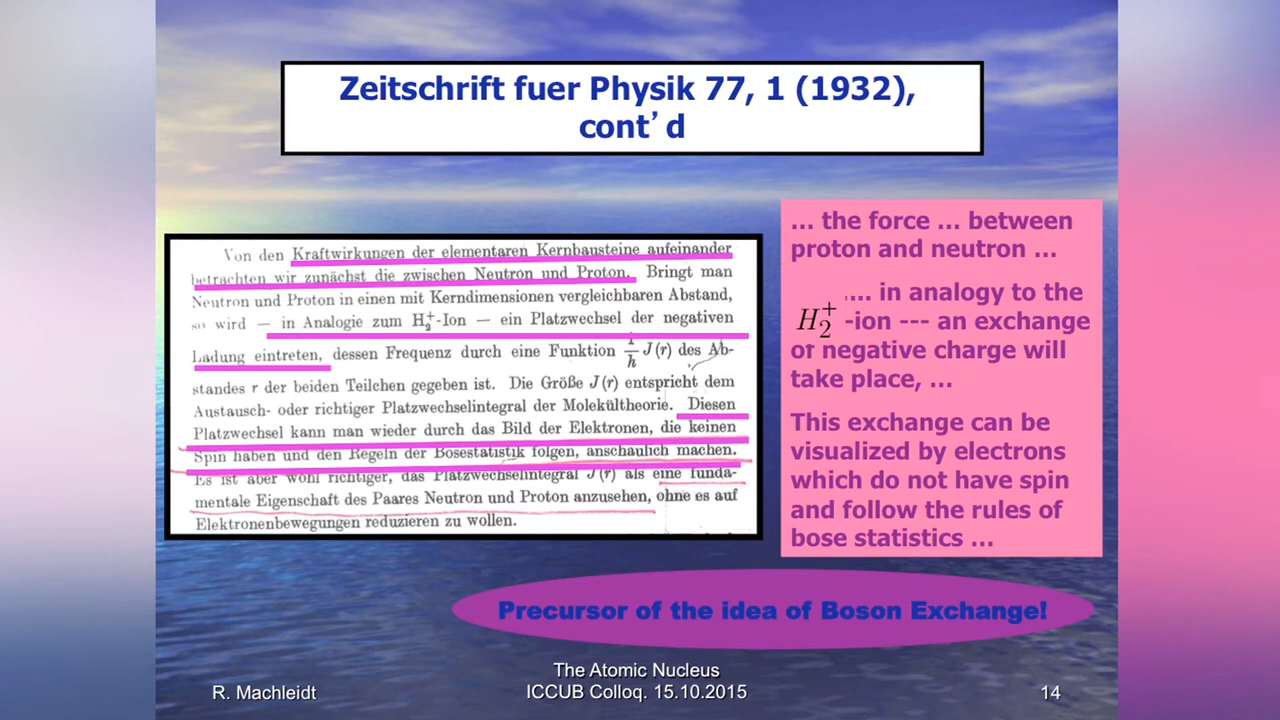 Zeitschrift fuer Physik 77, 1 (1932),
cont’d
Von den Kraftwirkungen der elementaren Kernbausteine aufeinander
betrachten wir zunächst die zwischen Neutron und Proton. Bringt man
Neutron und Proton in einen mit Kerndimensionen vergleichbaren Abstand,
so wird — in Analogie zum H₂⁺-Ion — ein Platzwechsel der negativen
Ladung eintreten, dessen Frequenz durch eine Funktion 1/h J(r) des Ab-
standes r der beiden Teilchen gegeben ist. Die Größe J(r) entspricht dem
Austausch- oder richtiger Platzwechselintegral der Molekültheorie. Diesen
Platzwechsel kann man wieder durch das Bild der Elektronen, die keinen
Spin haben und den Regeln der Bosestatistik folgen, anschaulich machen.
Es ist aber wohl richtiger, das Platzwechselintegral J(r) als eine funda-
mentale Eigenschaft des Paares Neutron und Proton anzusehen, ohne es auf
Elektronenbewegungen reduzieren zu wollen.
... the force ... between
proton and neutron ...
... in analogy to the
H₂⁺ -ion --- an exchange
of negative charge will
take place, ...
This exchange can be
visualized by electrons
which do not have spin
and follow the rules of
bose statistics ...
Precursor of the idea of Boson Exchange!
R. Machleidt
The Atomic Nucleus
ICCUB Colloq. 15.10.2015
14